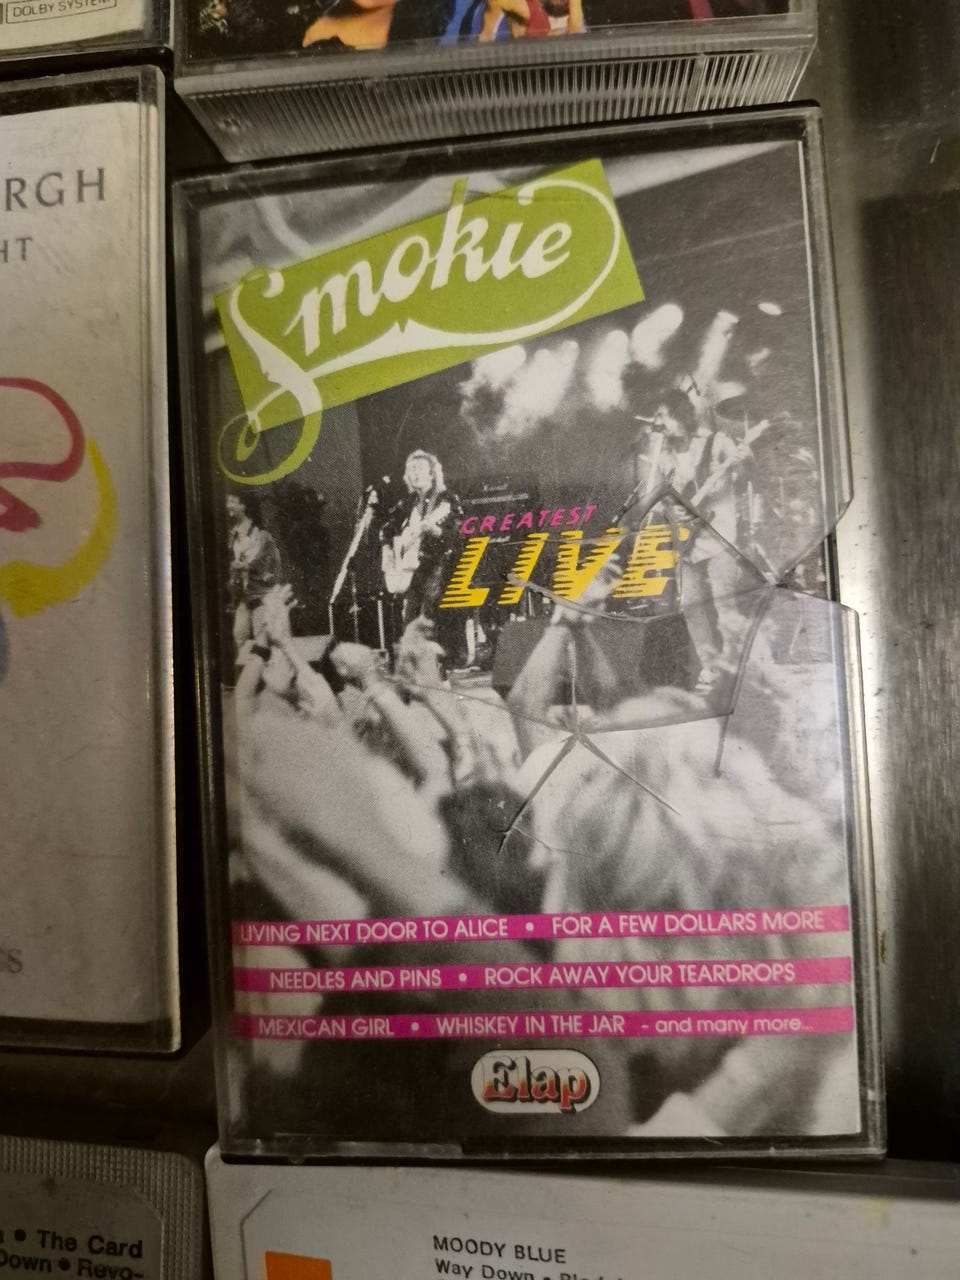 DOLBY SYSTEM
RGH
HT
Smokie
GREATEST
LIVE
LIVING NEXT DOOR TO ALICE • FOR A FEW DOLLARS MORE
NEEDLES AND PINS • ROCK AWAY YOUR TEARDROPS
MEXICAN GIRL • WHISKEY IN THE JAR - and many more...
Elap
• The Card
Down • Revo-
MOODY BLUE
Way Down •